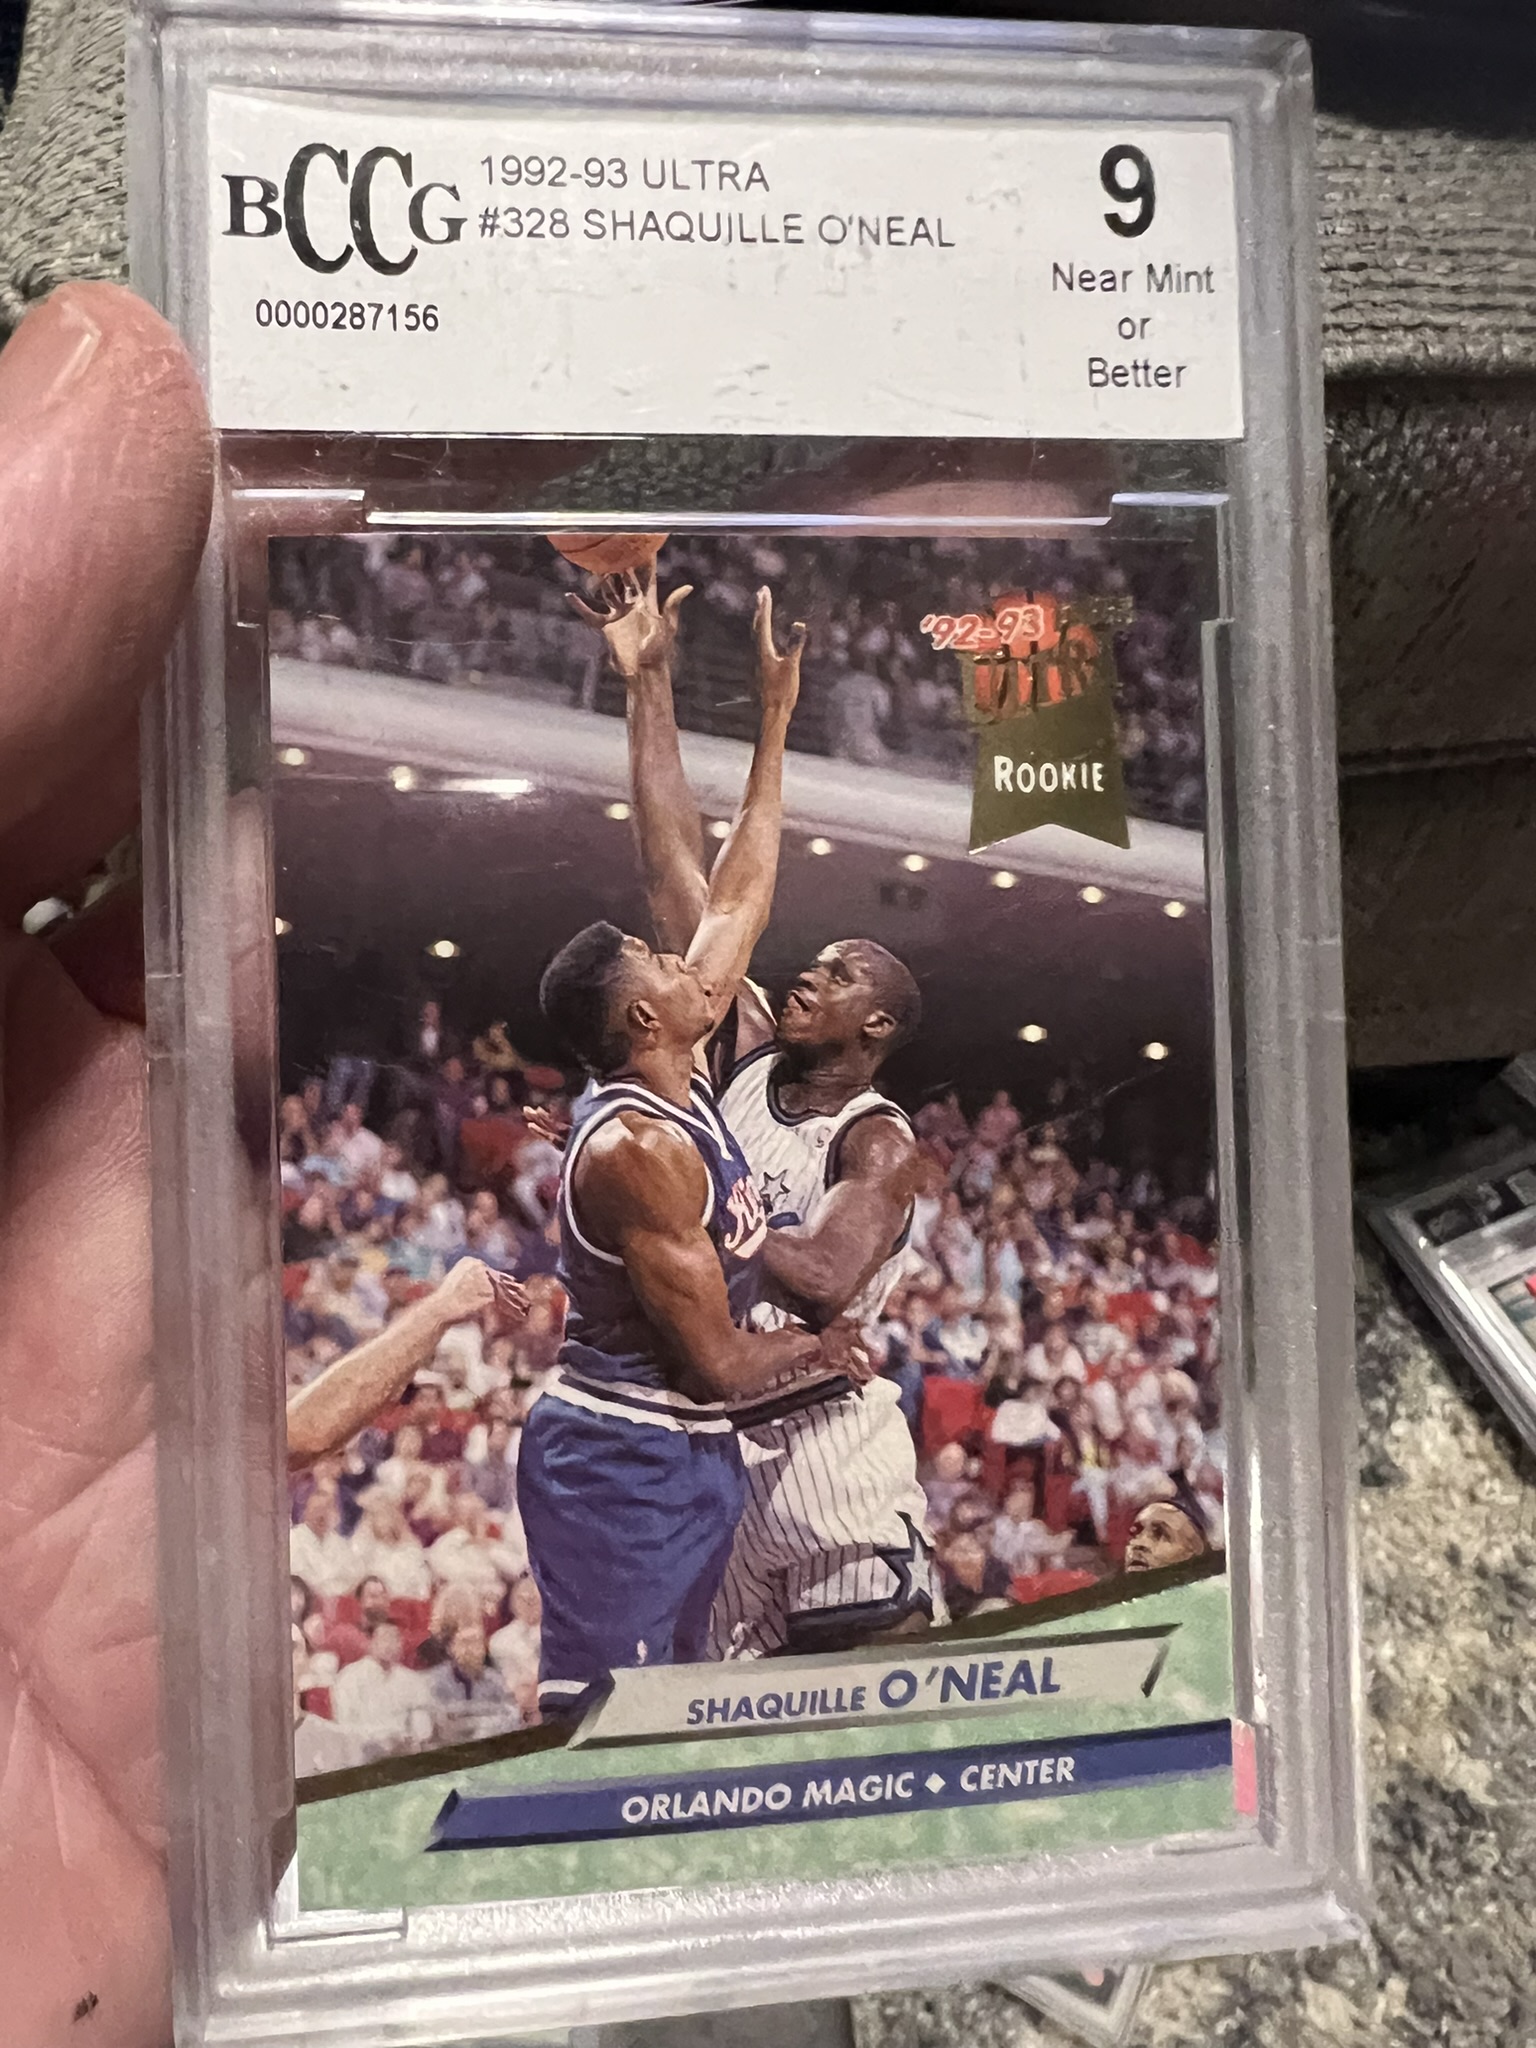 BCCG
1992-93 ULTRA
#328 SHAQUILLE O'NEAL
0000287156
9
Near Mint
or
Better
'92-93
ULTRA
ROOKIE
SHAQUILLE O'NEAL
ORLANDO MAGIC ◆ CENTER